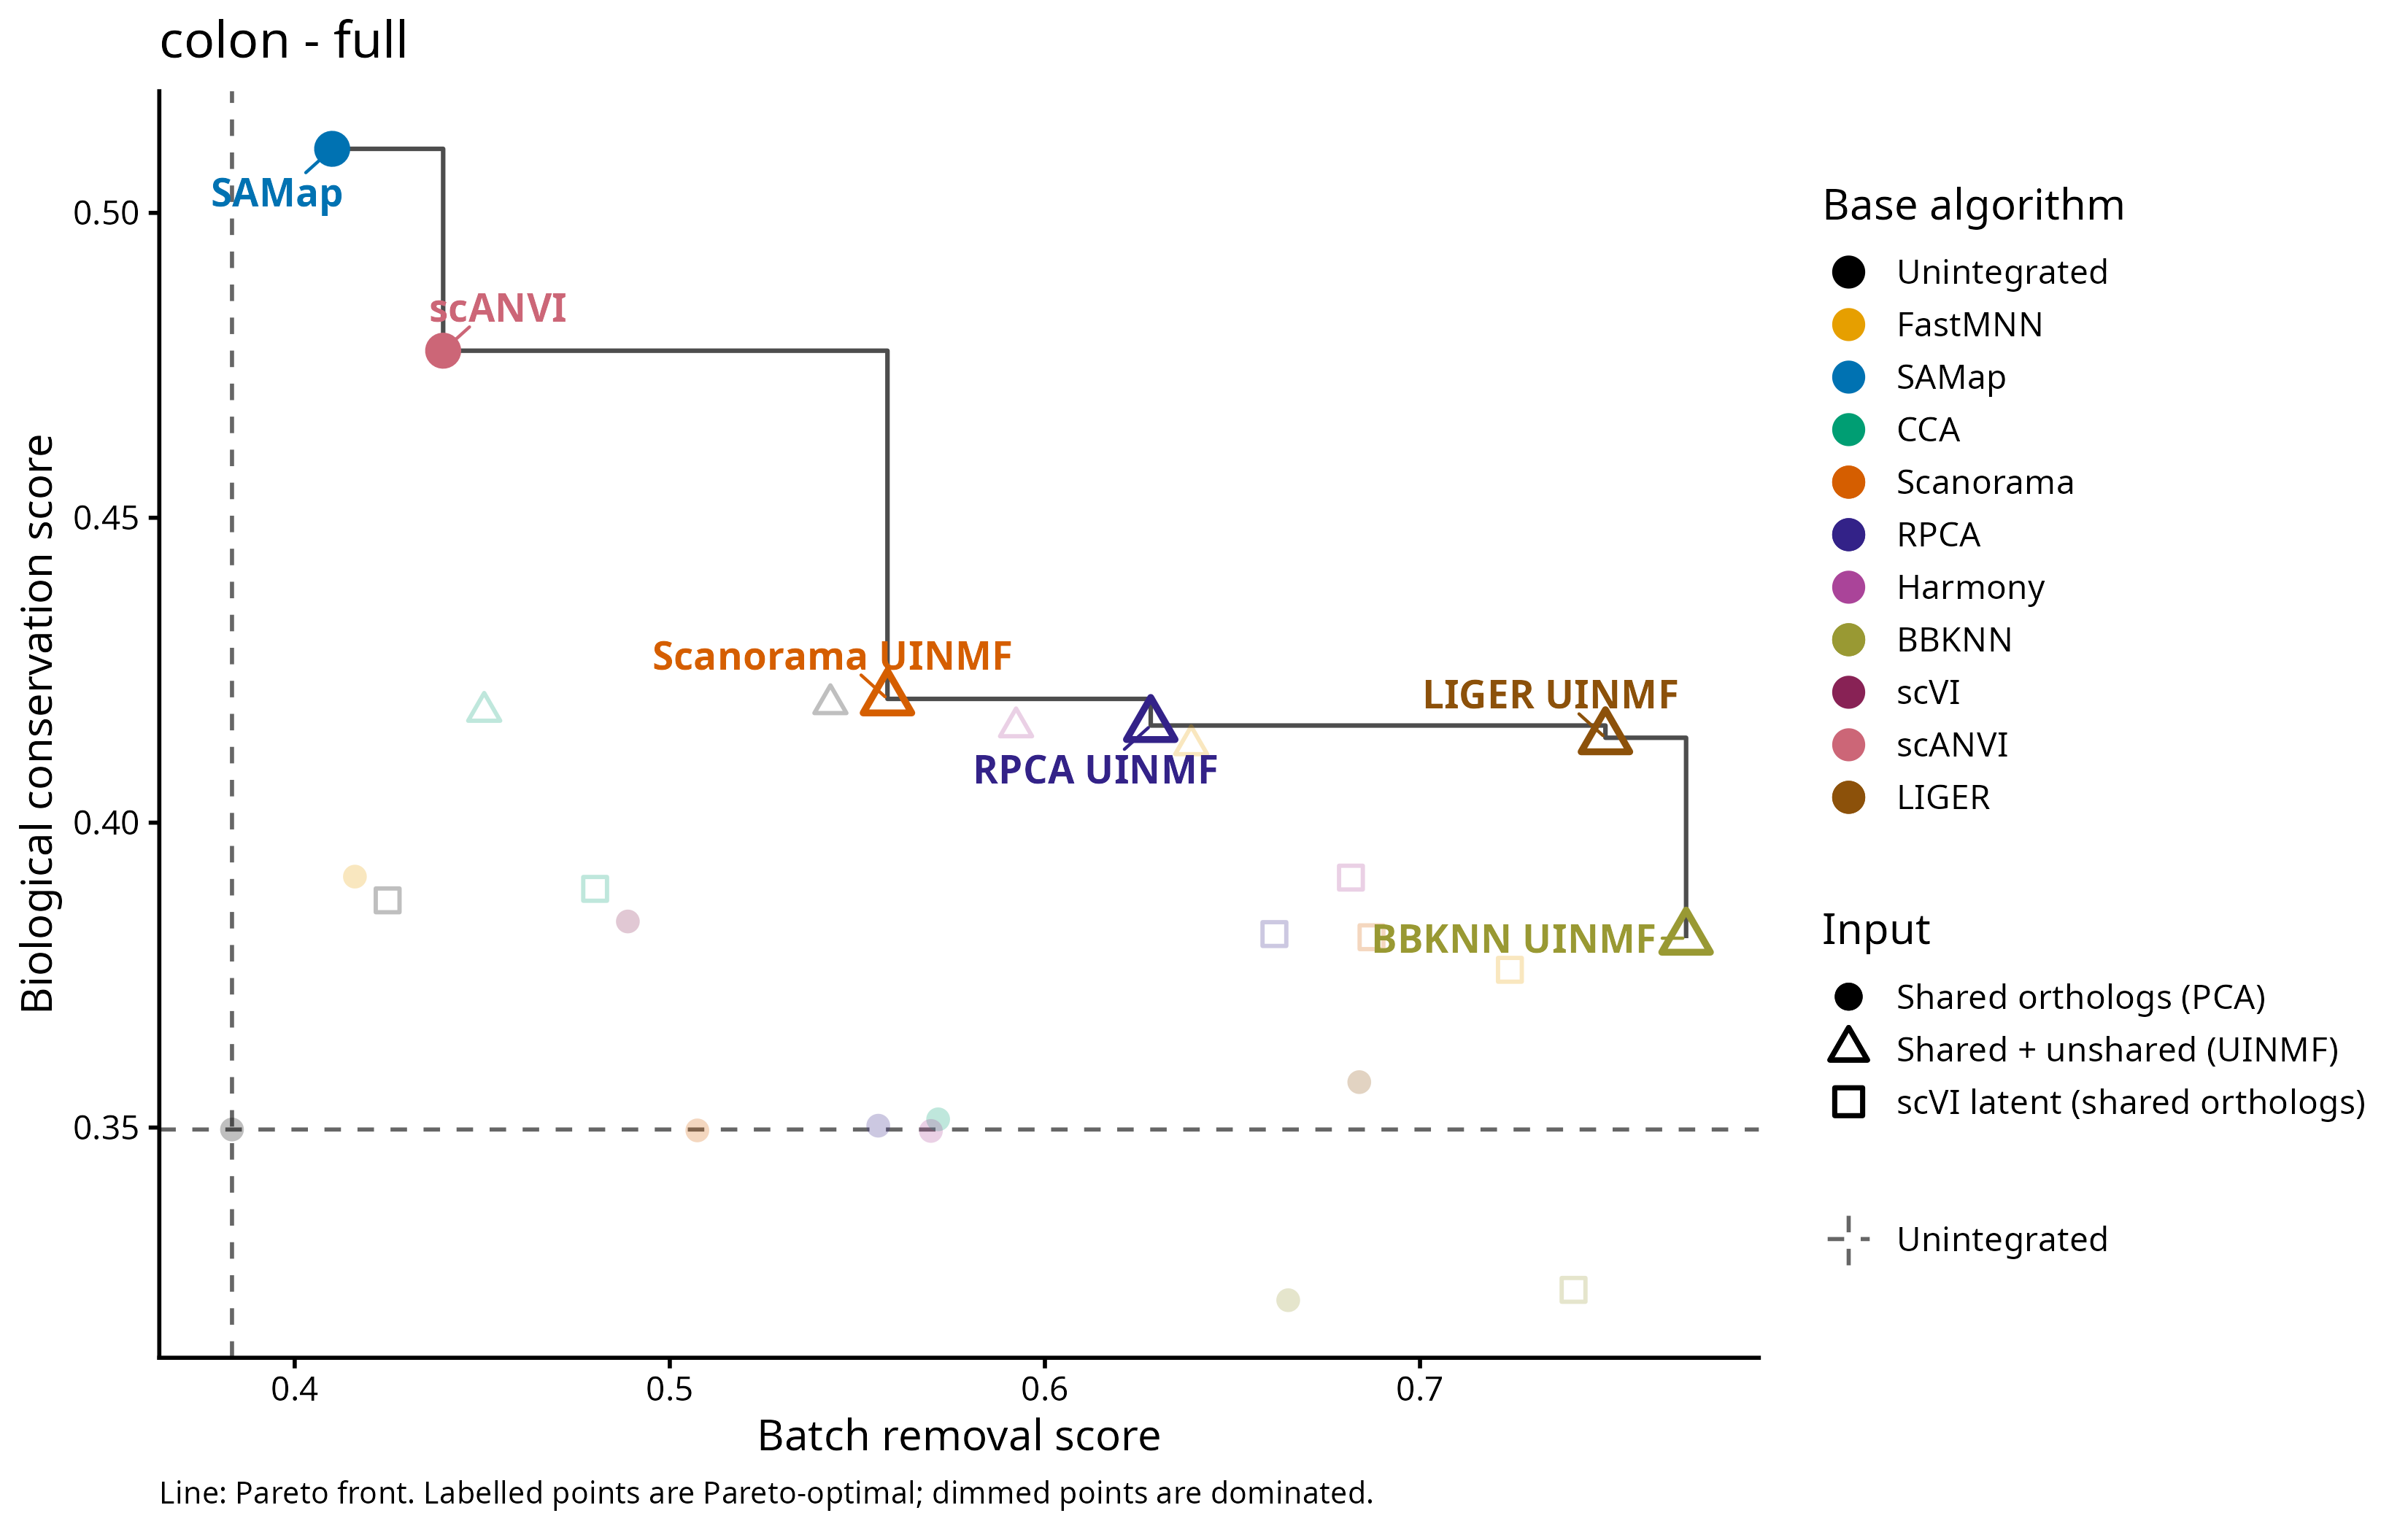 colon - full
Biological conservation score
0.50
0.45
0.40
0.35
SAMap
scANVI
Scanorama UINMF
RPCA UINMF
LIGER UINMF
BBKNN UINMF
0.4
0.5
0.6
0.7
Batch removal score
Line: Pareto front. Labelled points are Pareto-optimal; dimmed points are dominated.
Base algorithm
Unintegrated
FastMNN
SAMap
CCA
Scanorama
RPCA
Harmony
BBKNN
scVI
scANVI
LIGER
Input
Shared orthologs (PCA)
Shared + unshared (UINMF)
scVI latent (shared orthologs)
Unintegrated